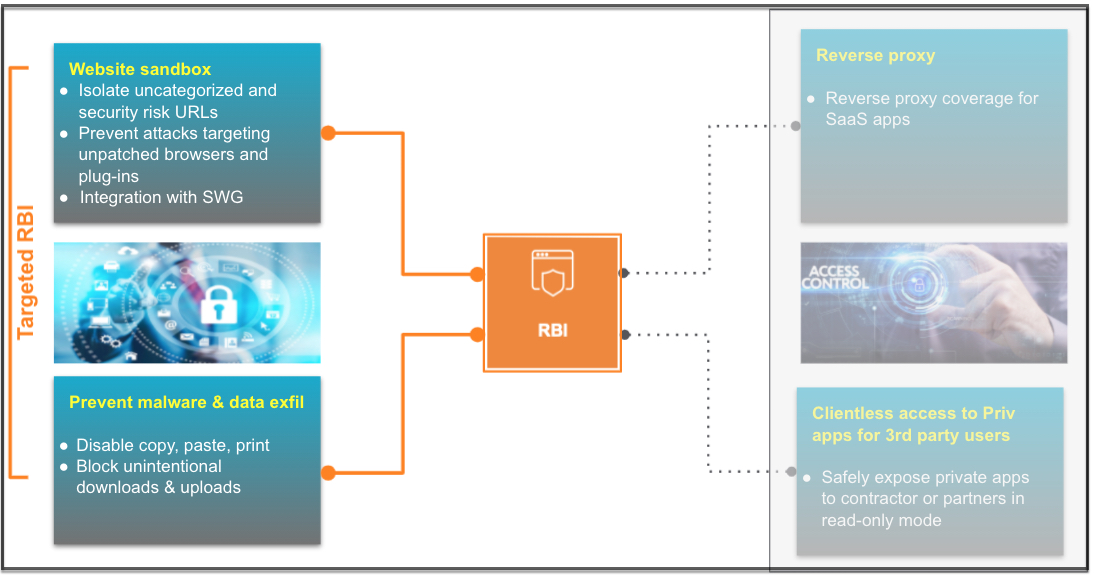 Targeted RBI
Website sandbox
● Isolate uncategorized and
security risk URLs
● Prevent attacks targeting
unpatched browsers and
plug-ins
● Integration with SWG
Prevent malware & data exfil
● Disable copy, paste, print
● Block unintentional
downloads & uploads
RBI
Reverse proxy
● Reverse proxy coverage for
SaaS apps
ACCESS
CONTROL
Clientless access to Priv
apps for 3rd party users
● Safely expose private apps
to contractor or partners in
read-only mode